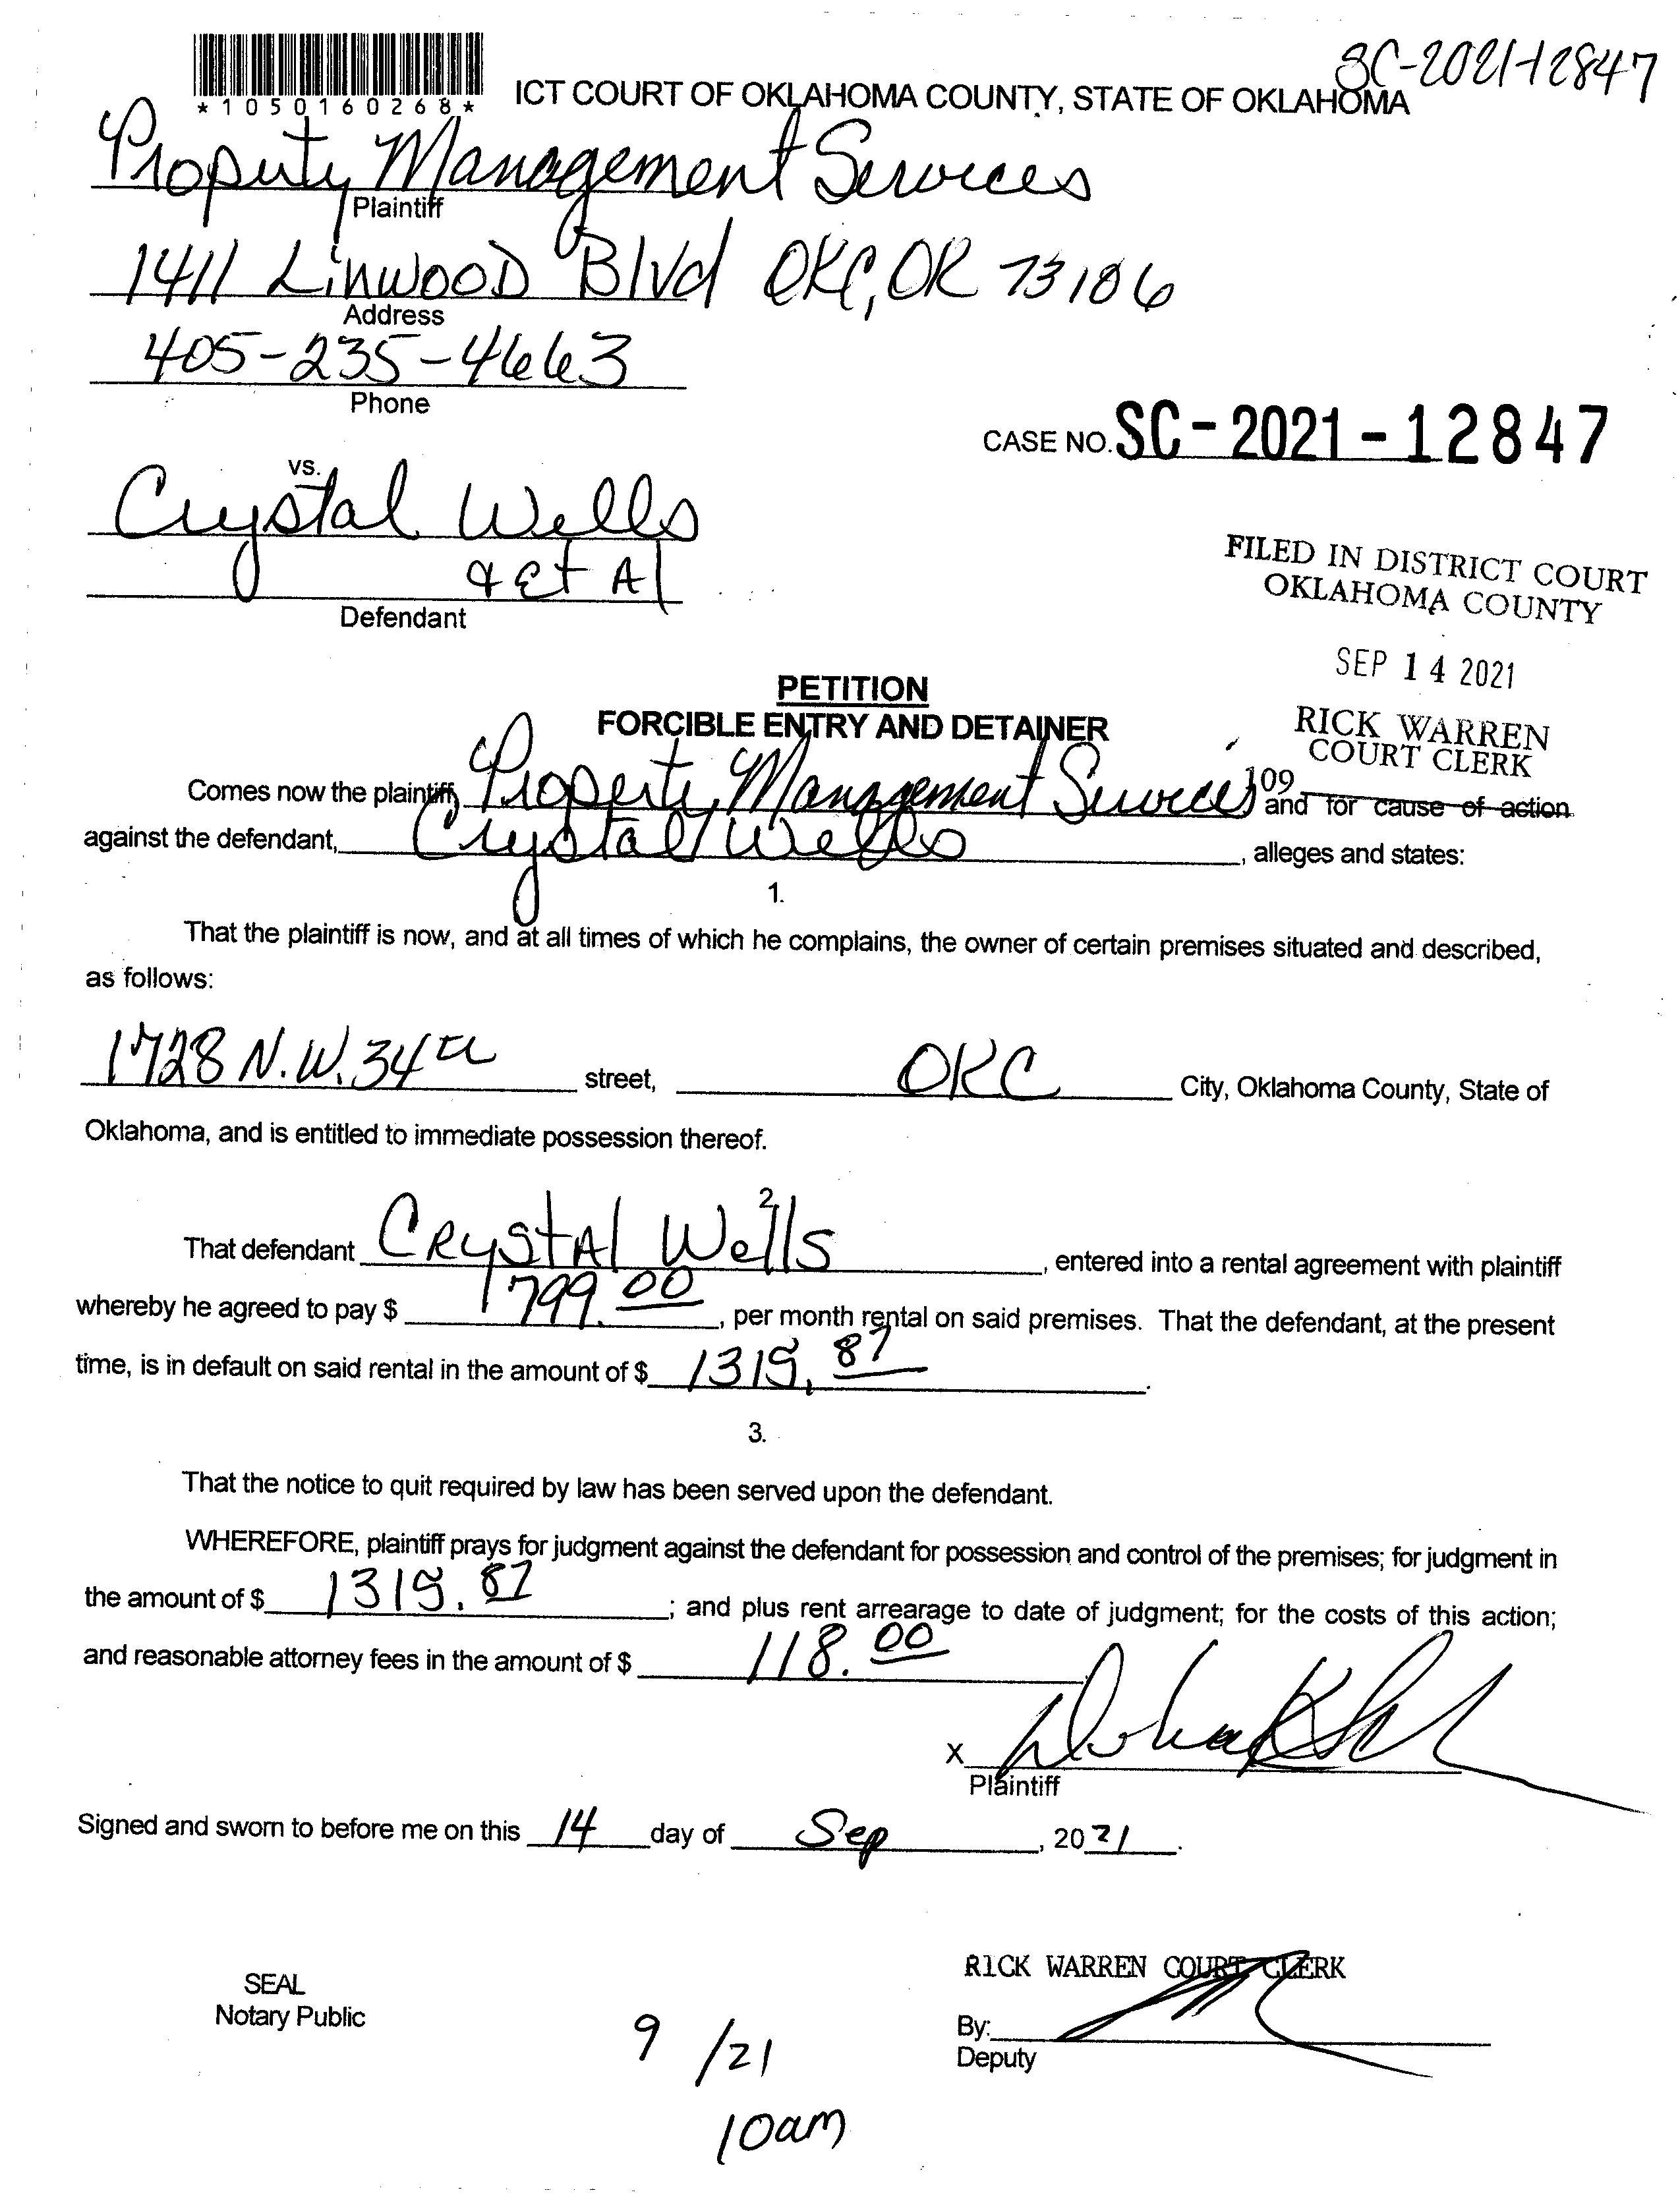 SC-2021-12847
*1050160268*
ICT COURT OF OKLAHOMA COUNTY, STATE OF OKLAHOMA
Property Management Services
Plaintiff
1411 Linwood Blvd OKC, OK 73106
Address
405-235-4663
Phone
CASE NO. SC-2021-12847
vs.
Crystal Wells
& et Al
Defendant
FILED IN DISTRICT COURT
OKLAHOMA COUNTY
SEP 14 2021
RICK WARREN
COURT CLERK
109
PETITION
FORCIBLE ENTRY AND DETAINER
Comes now the plaintiff, Property Management Services and for cause of action
against the defendant, Crystal Wells, alleges and states:
1.
That the plaintiff is now, and at all times of which he complains, the owner of certain premises situated and described,
as follows:
1728 N.W. 34th street, OKC City, Oklahoma County, State of
Oklahoma, and is entitled to immediate possession thereof.
2
That defendant Crystal Wells, entered into a rental agreement with plaintiff
whereby he agreed to pay $ 799.00, per month rental on said premises. That the defendant, at the present
time, is in default on said rental in the amount of $
3.
That the notice to quit required by law has been served upon the defendant.
WHEREFORE, plaintiff prays for judgment against the defendant for possession and control of the premises; for judgment in
the amount of $ ; and plus rent arrearage to date of judgment; for the costs of this action;
and reasonable attorney fees in the amount of $ 118.00
X
Plaintiff
Signed and sworn to before me on this 14 day of Sep, 2021.
SEAL
Notary Public
RICK WARREN COURT CLERK
By:
Deputy
9/21
10am